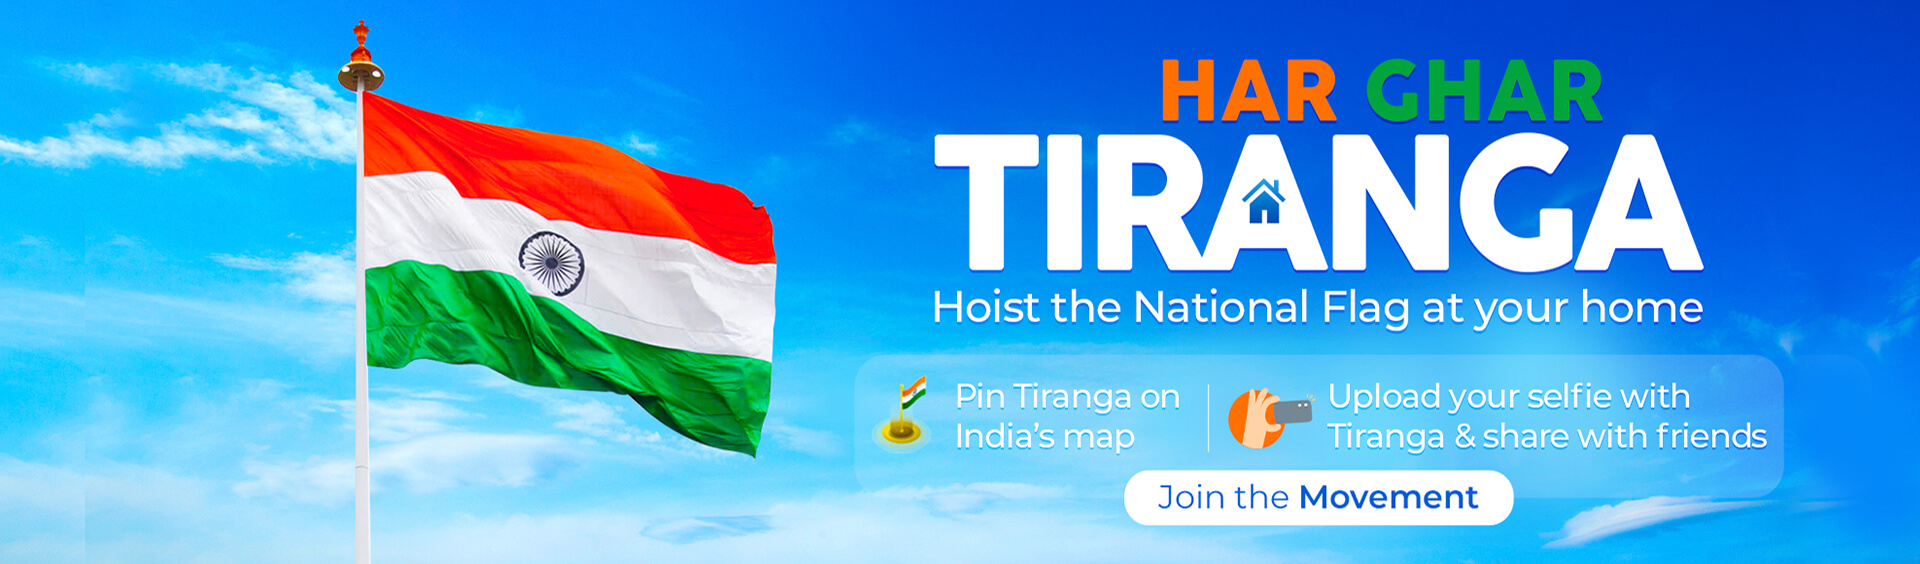 HAR GHAR
TIRANGA
Hoist the National Flag at your home
Pin Tiranga on
India's map
Upload your selfie with
Tiranga & share with friends
Join the Movement